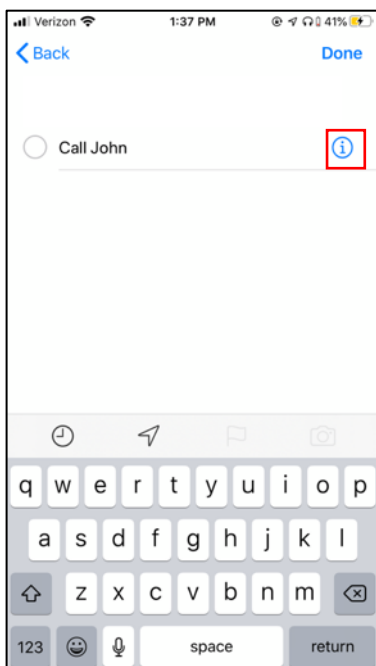 Verizon 1:37 PM 41%
Back Done
Call John i
q w e r t y u i o p
a s d f g h j k l
z x c v b n m
123 space return